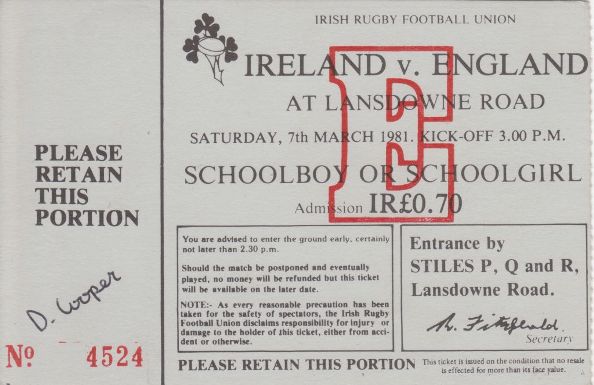 IRISH RUGBY FOOTBALL UNION
E
IRELAND v. ENGLAND
AT LANSDOWNE ROAD
SATURDAY, 7th MARCH 1981. KICK-OFF 3.00 P.M.
SCHOOLBOY OR SCHOOLGIRL
Admission IR£0.70
PLEASE
RETAIN
THIS
PORTION
D. Cooper
No. 4524
You are advised to enter the ground early, certainly
not later than 2.30 p.m.
Should the match be postponed and eventually
played, no money will be refunded but this ticket
will be available on the later date.
NOTE:- As every reasonable precaution has been
taken for the safety of spectators, the Irish Rugby
Football Union disclaims responsibility for injury or
damage to the holder of this ticket, either from acci-
dent or otherwise.
Entrance by
STILES P, Q and R,
Lansdowne Road.
R. Fitzgerald.
Secretary
PLEASE RETAIN THIS PORTION
This ticket is issued on the condition that no resale
is effected for more than its face value.